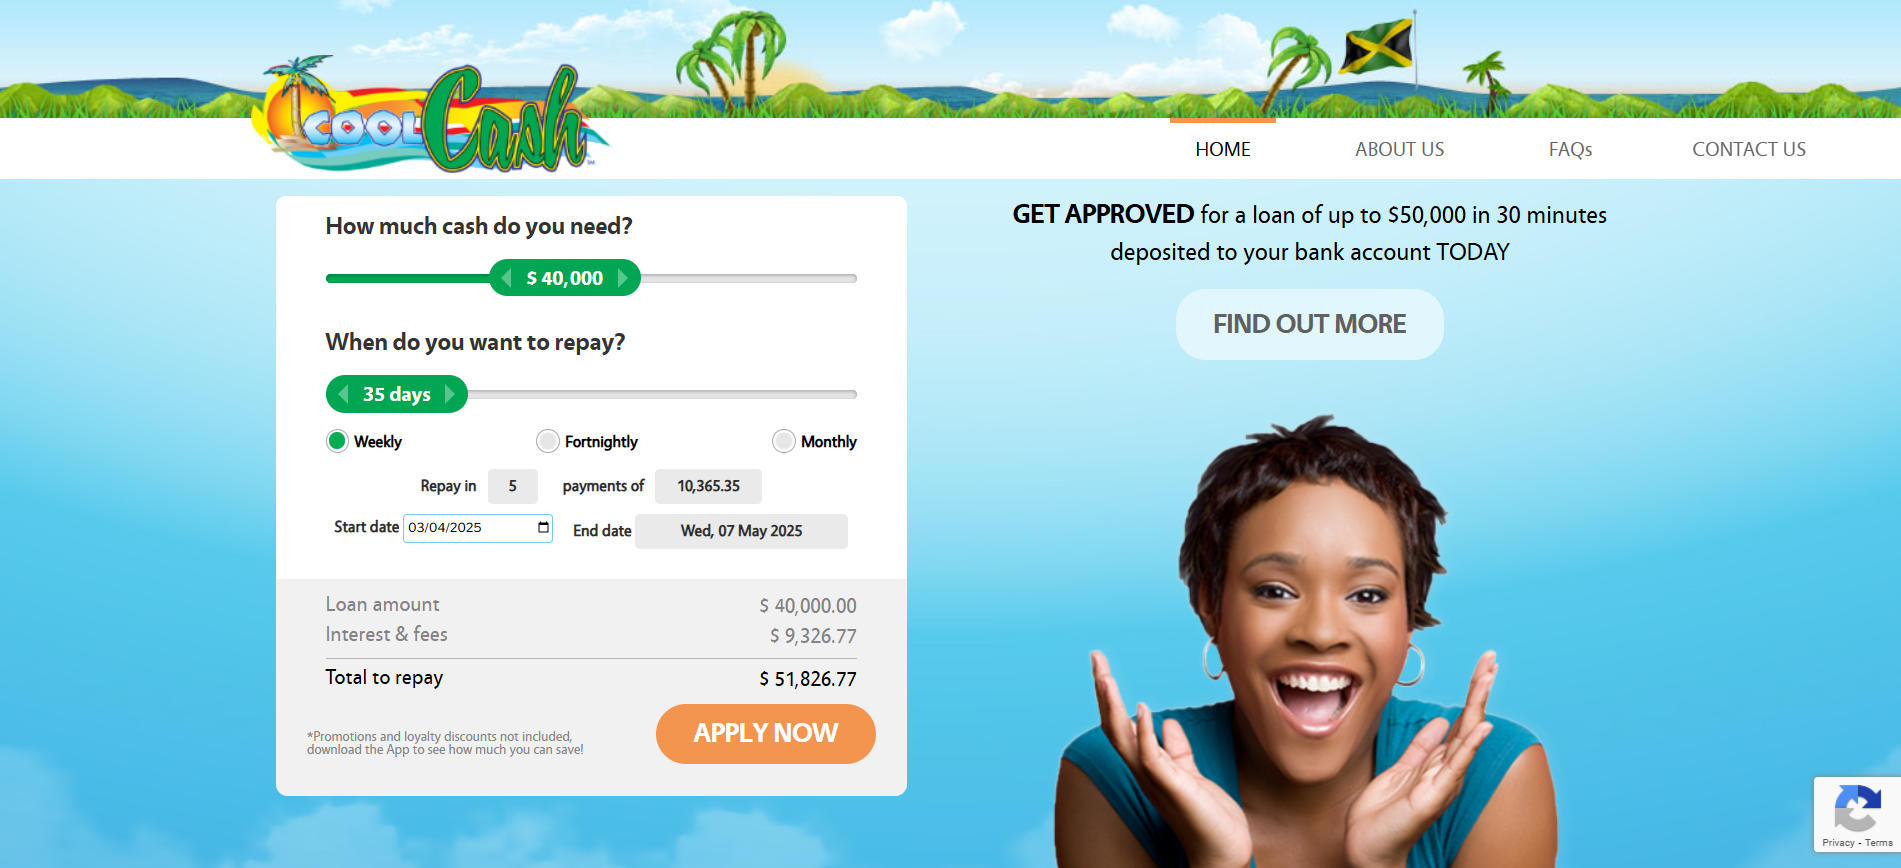 COOL Cash
SM
HOME
ABOUT US
FAQs
CONTACT US
How much cash do you need?
$ 40,000
When do you want to repay?
35 days
Weekly
Fortnightly
Monthly
Repay in 5 payments of 10,365.35
Start date 03/04/2025 End date Wed, 07 May 2025
Loan amount $ 40,000.00
Interest & fees $ 9,326.77
Total to repay $ 51,826.77
*Promotions and loyalty discounts not included,
download the App to see how much you can save!
APPLY NOW
GET APPROVED for a loan of up to $50,000 in 30 minutes
deposited to your bank account TODAY
FIND OUT MORE
Privacy - Terms